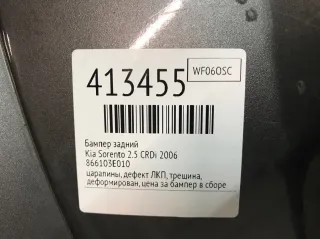 WF06OSC
413455
Бампер задний
Kia Sorento 2.5 CRDi 2006
866103E010
царапины, дефект ЛКП, трещина,
деформирован, цена за бампер в сборе